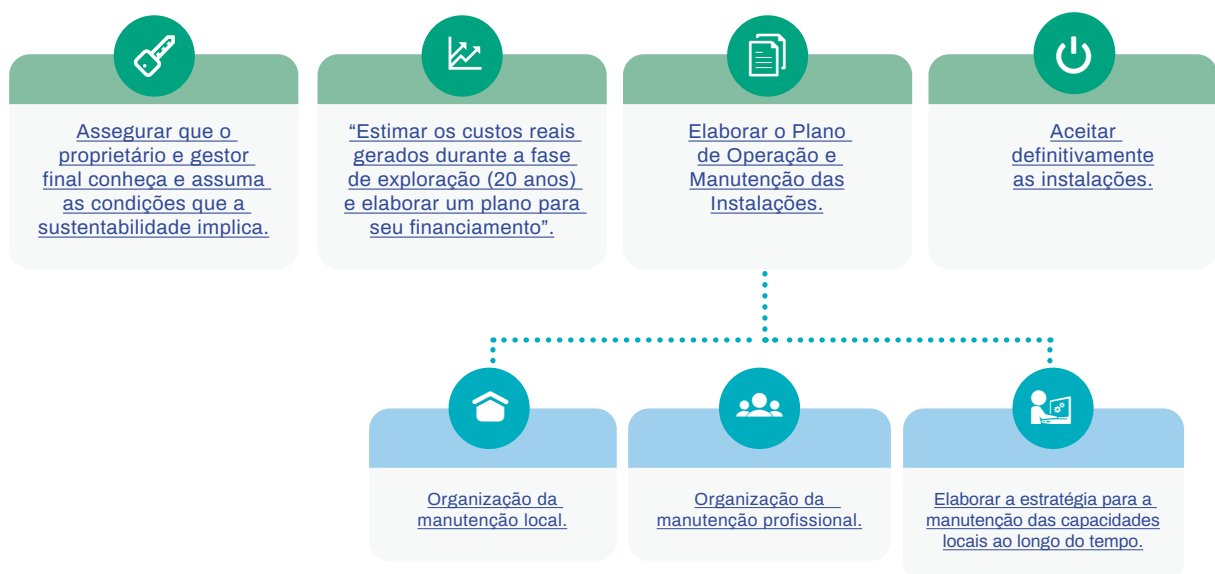 Assegurar que o
proprietário e gestor
final conheça e assuma
as condições que a
sustentabilidade implica.
“Estimar os custos reais
gerados durante a fase
de exploração (20 anos)
e elaborar um plano para
seu financiamento”.
Elaborar o Plano
de Operação e
Manutenção das
Instalações.
Aceitar
definitivamente
as instalações.
Organização da
manutenção local.
Organização da
manutenção profissional.
Elaborar a estratégia para a
manutenção das capacidades
locais ao longo do tempo.